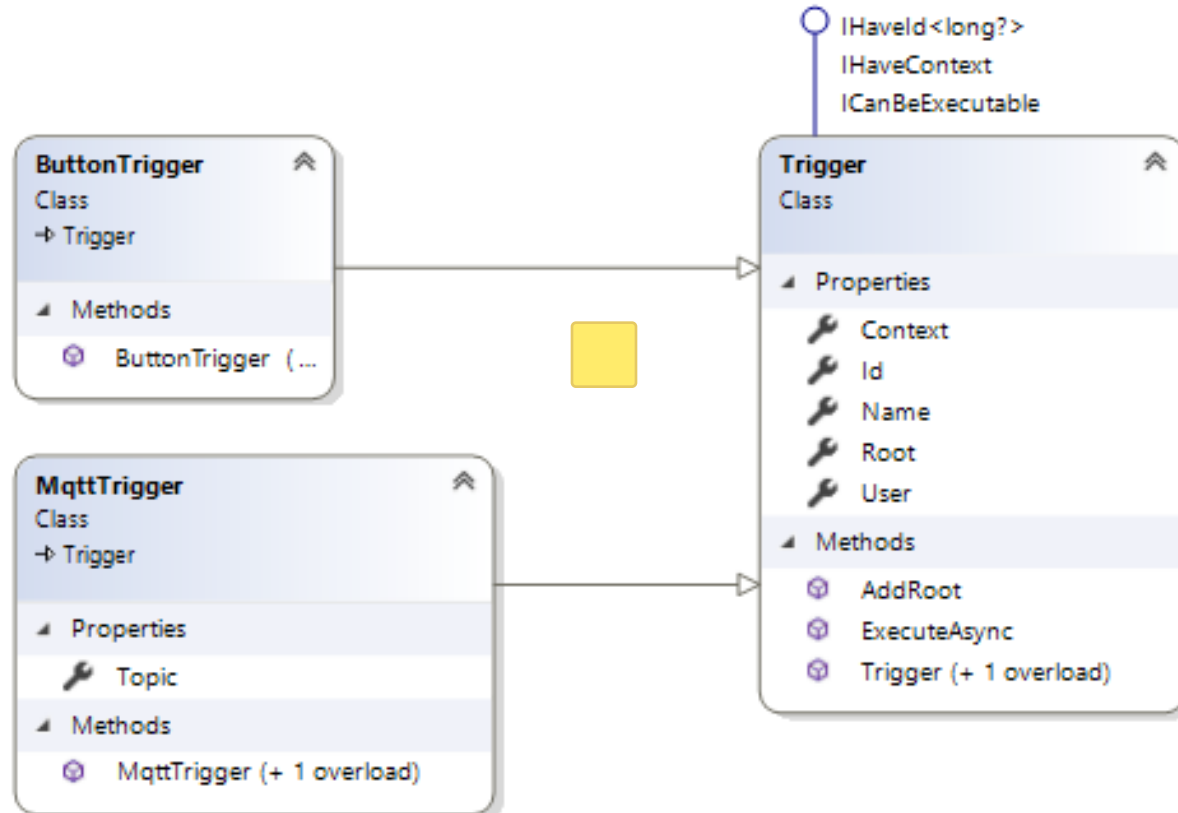 IHaveId<long?>
IHaveContext
ICanBeExecutable
ButtonTrigger
Class
Trigger
Methods
ButtonTrigger ( ...
MqttTrigger
Class
Trigger
Properties
Topic
Methods
MqttTrigger (+ 1 overload)
Trigger
Class
Properties
Context
Id
Name
Root
User
Methods
AddRoot
ExecuteAsync
Trigger (+ 1 overload)